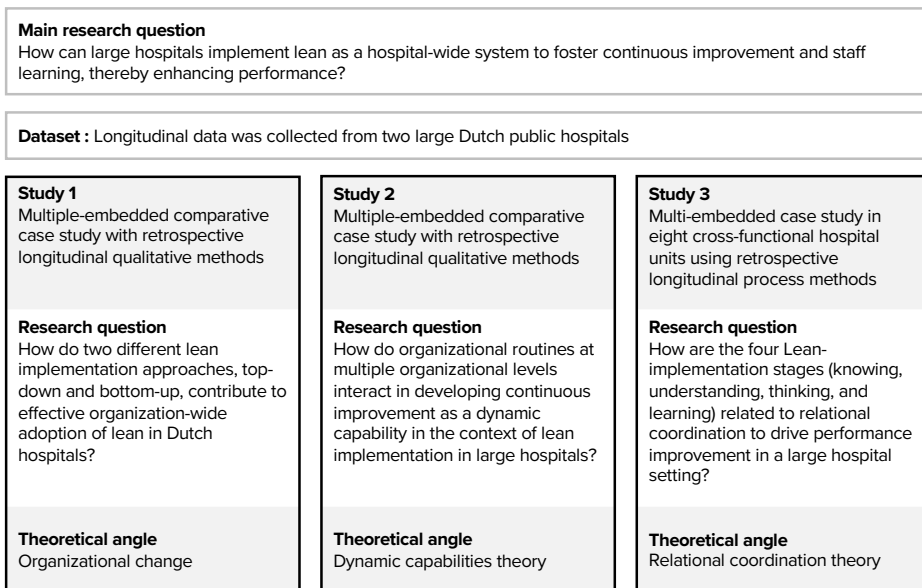 Main research question
How can large hospitals implement lean as a hospital-wide system to foster continuous improvement and staff
learning, thereby enhancing performance?
Dataset : Longitudinal data was collected from two large Dutch public hospitals
Study 1
Multiple-embedded comparative
case study with retrospective
longitudinal qualitative methods
Research question
How do two different lean
implementation approaches, top-
down and bottom-up, contribute to
effective organization-wide
adoption of lean in Dutch
hospitals?
Theoretical angle
Organizational change
Study 2
Multiple-embedded comparative
case study with retrospective
longitudinal qualitative methods
Research question
How do organizational routines at
multiple organizational levels
interact in developing continuous
improvement as a dynamic
capability in the context of lean
implementation in large hospitals?
Theoretical angle
Dynamic capabilities theory
Study 3
Multi-embedded case study in
eight cross-functional hospital
units using retrospective
longitudinal process methods
Research question
How are the four Lean-
implementation stages (knowing,
understanding, thinking, and
learning) related to relational
coordination to drive performance
improvement in a large hospital
setting?
Theoretical angle
Relational coordination theory